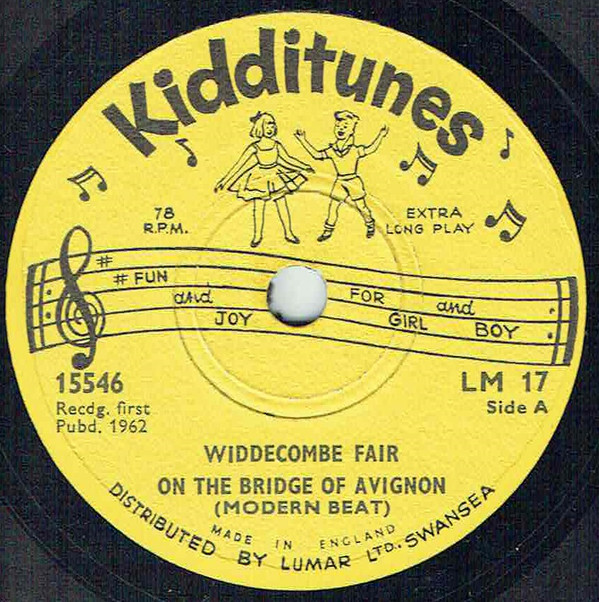 Kidditunes
78
R.P.M.
EXTRA
LONG PLAY
# FUN and JOY FOR GIRL and BOY
15546
Recdg. first
Pubd. 1962
LM 17
Side A
WIDDECOMBE FAIR
ON THE BRIDGE OF AVIGNON
(MODERN BEAT)
MADE IN ENGLAND
DISTRIBUTED BY LUMAR LTD. SWANSEA